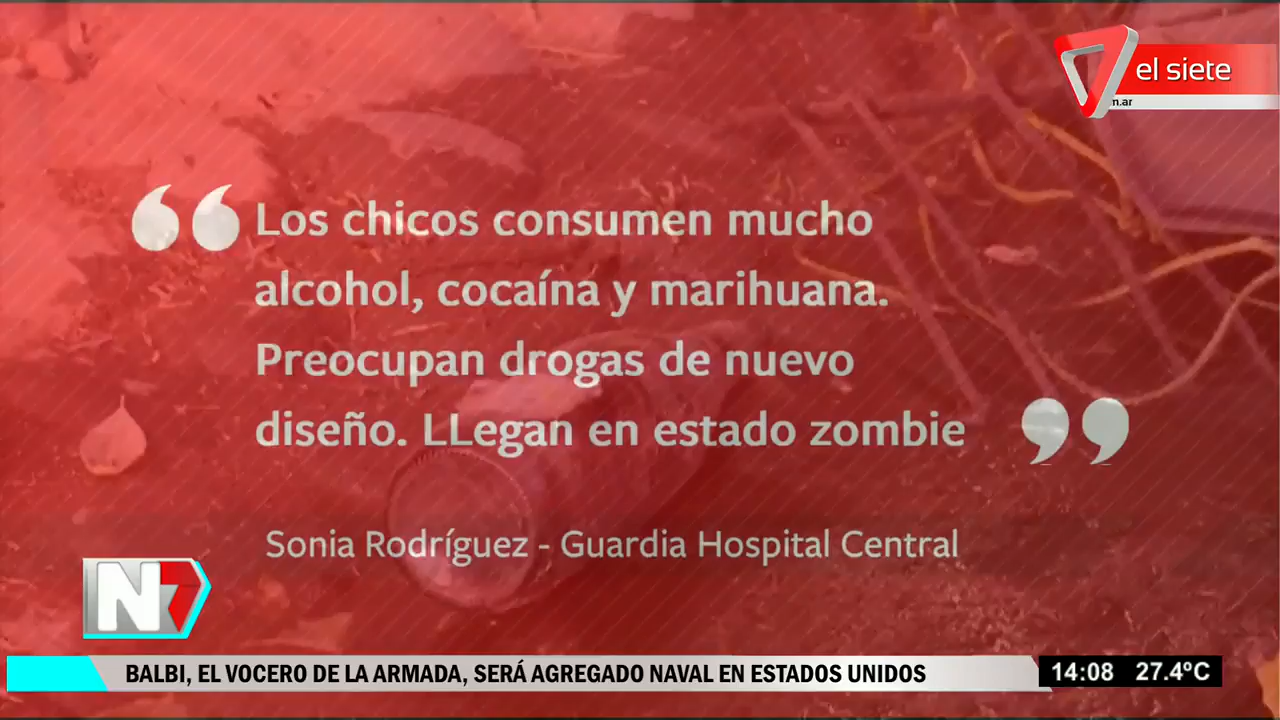 el siete
m.ar
“Los chicos consumen mucho
alcohol, cocaína y marihuana.
Preocupan drogas de nuevo
diseño. LLegan en estado zombie”
Sonia Rodríguez - Guardia Hospital Central
N7
BALBI, EL VOCERO DE LA ARMADA, SERÁ AGREGADO NAVAL EN ESTADOS UNIDOS
14:08 27.4ºC